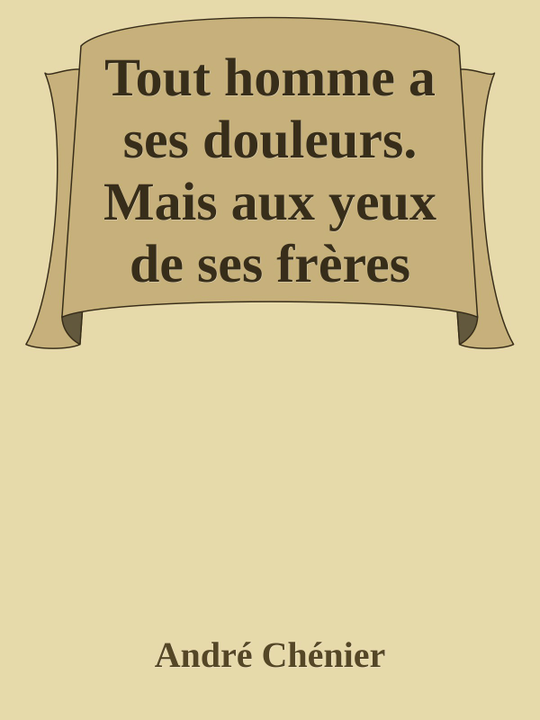 Tout homme a
ses douleurs.
Mais aux yeux
de ses frères
André Chénier